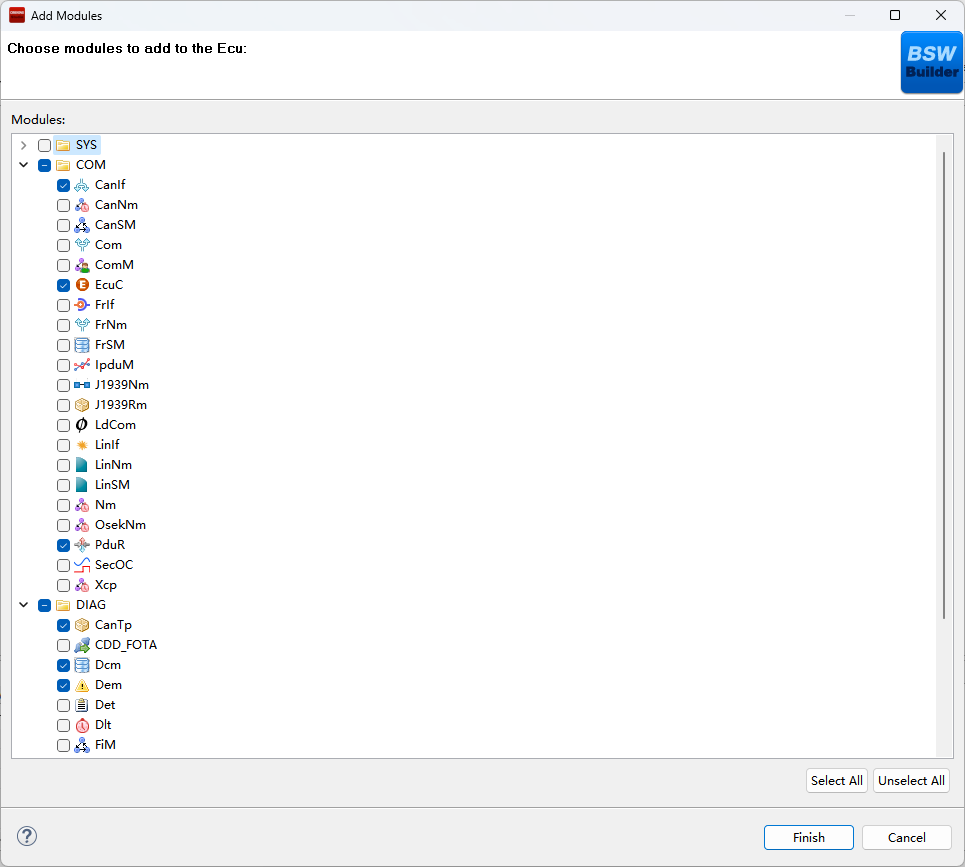 Add Modules
Choose modules to add to the Ecu:
BSW
Builder
Modules:
SYS
COM
CanIf
CanNm
CanSM
Com
ComM
EcuC
FrIf
FrNm
FrSM
IpduM
J1939Nm
J1939Rm
LdCom
LinIf
LinNm
LinSM
Nm
OsekNm
PduR
SecOC
Xcp
DIAG
CanTp
CDD_FOTA
Dcm
Dem
Det
Dlt
FiM
Select All
Unselect All
?
Finish
Cancel